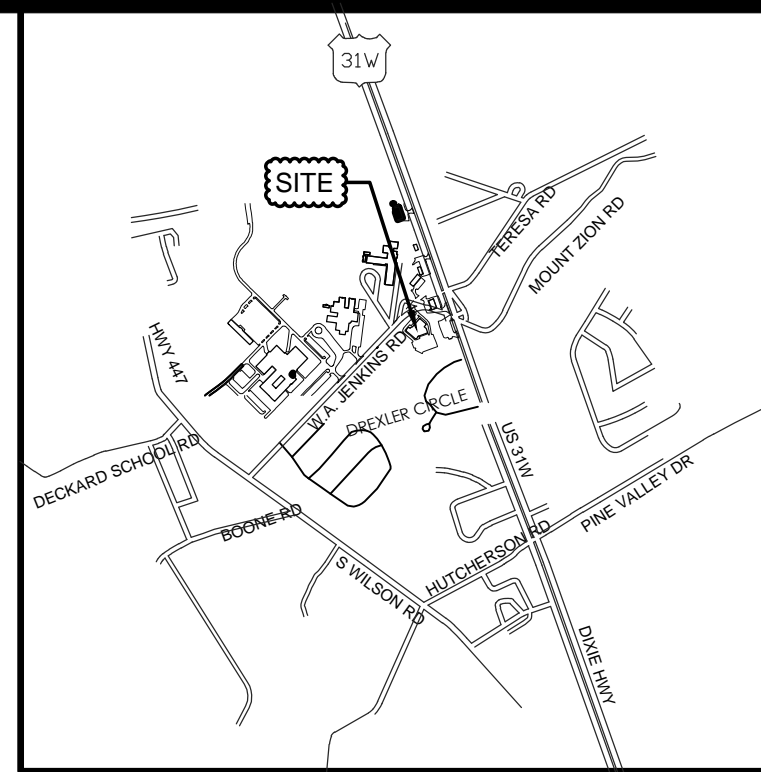 31W
SITE
TERESA RD
MOUNT ZION RD
HWY 447
W.A. JENKINS RD
DREXLER CIRCLE
US 31W
DECKARD SCHOOL RD
PINE VALLEY DR
BOONE RD
HUTCHERSON RD
S WILSON RD
DIXIE HWY